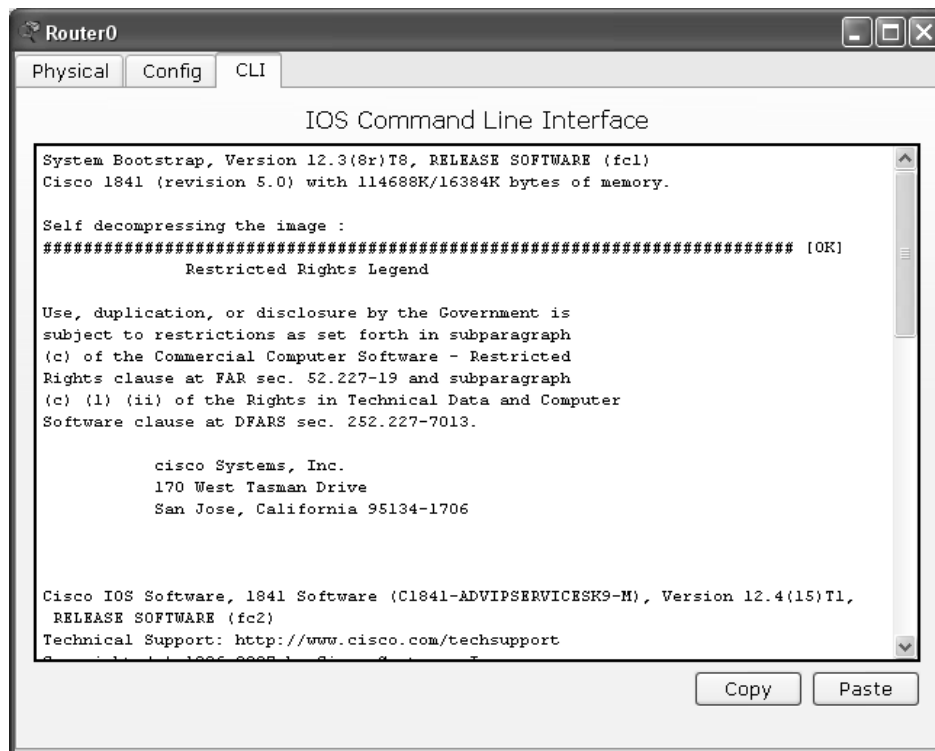 Router0
Physical Config CLI
IOS Command Line Interface
System Bootstrap, Version 12.3(8r)T8, RELEASE SOFTWARE (fc1)
Cisco 1841 (revision 5.0) with 114688K/16384K bytes of memory.
Self decompressing the image :
########################################################################## [OK]
Restricted Rights Legend
Use, duplication, or disclosure by the Government is
subject to restrictions as set forth in subparagraph
(c) of the Commercial Computer Software - Restricted
Rights clause at FAR sec. 52.227-19 and subparagraph
(c) (1) (ii) of the Rights in Technical Data and Computer
Software clause at DFARS sec. 252.227-7013.
cisco Systems, Inc.
170 West Tasman Drive
San Jose, California 95134-1706
Cisco IOS Software, 1841 Software (C1841-ADVIPSERVICESK9-M), Version 12.4(15)T1,
RELEASE SOFTWARE (fc2)
Technical Support: http://www.cisco.com/techsupport
Copy Paste